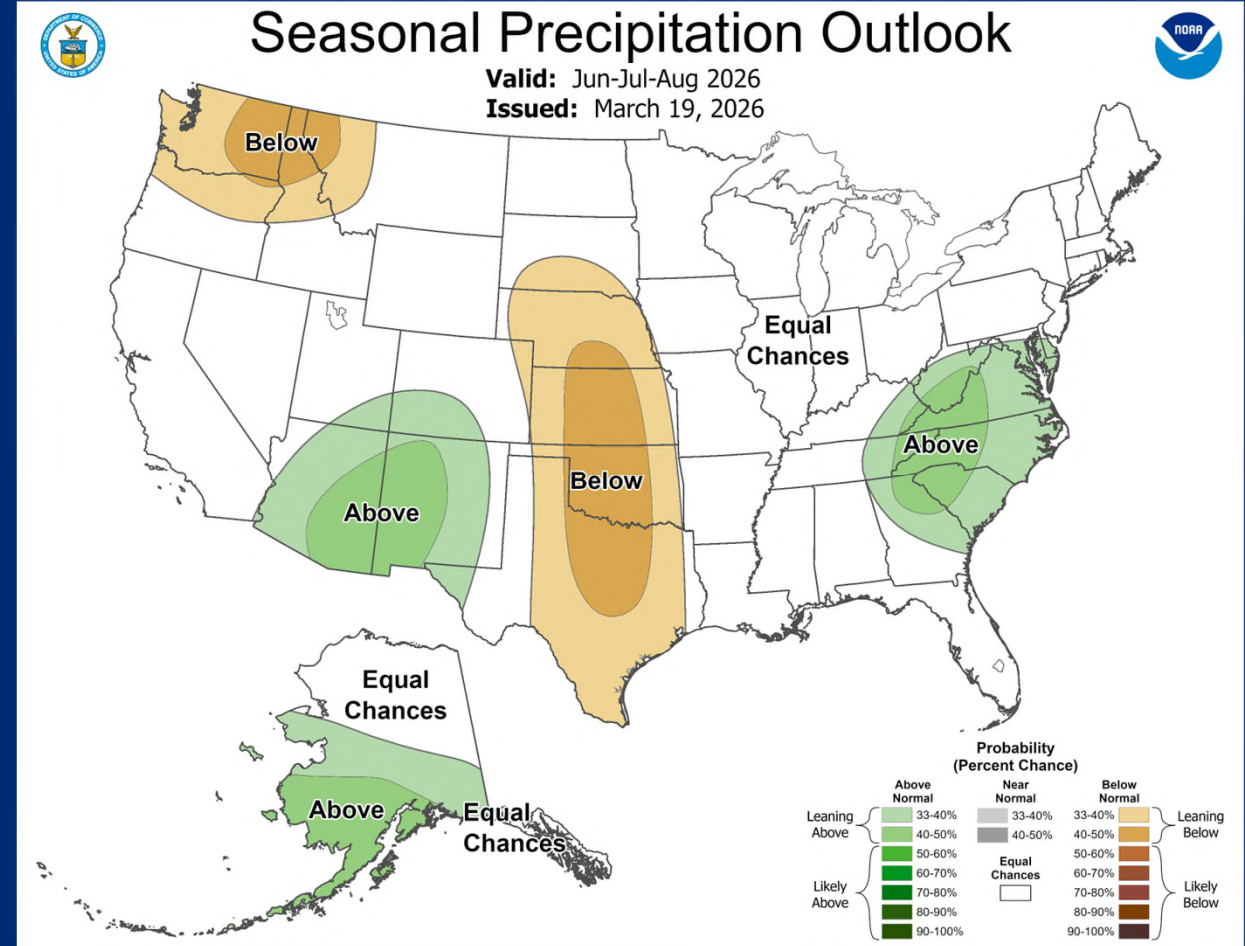 Seasonal Precipitation Outlook
Valid: Jun-Jul-Aug 2026
Issued: March 19, 2026
NOAA
Below
Equal
Chances
Above
Below
Above
Equal
Chances
Above
Equal
Chances
Probability
(Percent Chance)
Above
Normal
Near
Normal
Below
Normal
Leaning
Above
33-40%
40-50%
Likely
Above
50-60%
60-70%
70-80%
80-90%
90-100%
33-40%
40-50%
Equal
Chances
33-40%
40-50%
Leaning
Below
50-60%
60-70%
70-80%
80-90%
90-100%
Likely
Below